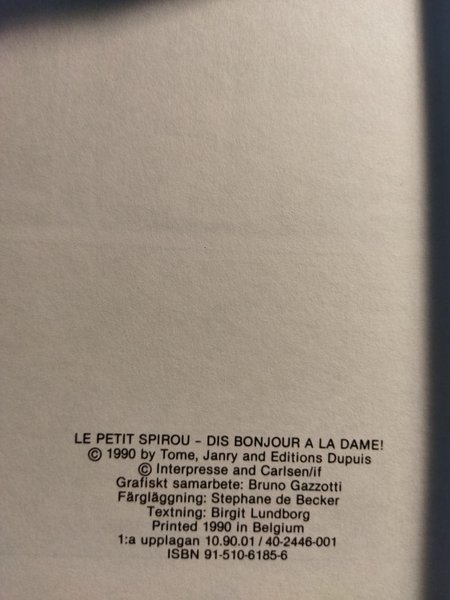 LE PETIT SPIROU – DIS BONJOUR A LA DAME!
© 1990 by Tome, Janry and Editions Dupuis
© Interpresse and Carlsen/if
Grafiskt samarbete: Bruno Gazzotti
Färgläggning: Stephane de Becker
Textning: Birgit Lundborg
Printed 1990 in Belgium
1:a upplagan 10.90.01 / 40-2446-001
ISBN 91-510-6185-6